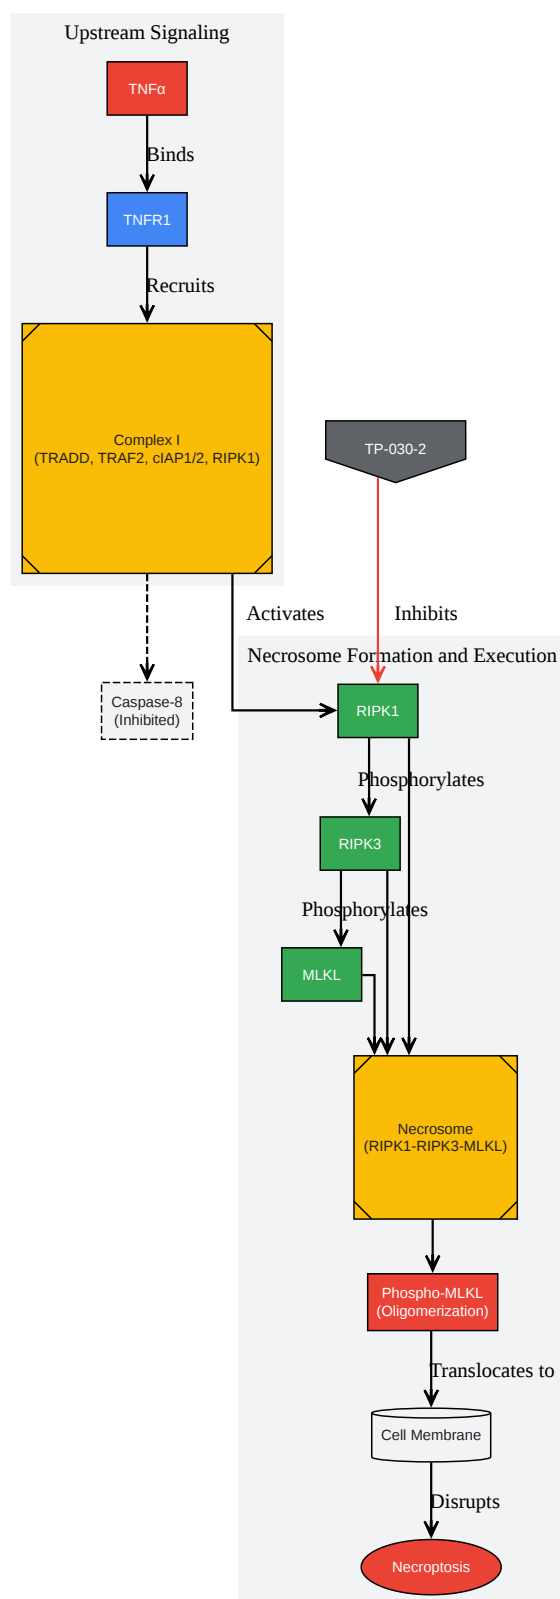 Upstream Signaling
TNFα
Binds
TNFR1
Recruits
Complex I
(TRADD, TRAF2, cIAP1/2, RIPK1)
TP-030-2
Activates
Inhibits
Necrosome Formation and Execution
Caspase-8
(Inhibited)
RIPK1
Phosphorylates
RIPK3
Phosphorylates
MLKL
Necrosome
(RIPK1-RIPK3-MLKL)
Phospho-MLKL
(Oligomerization)
Translocates to
Cell Membrane
Disrupts
Necroptosis